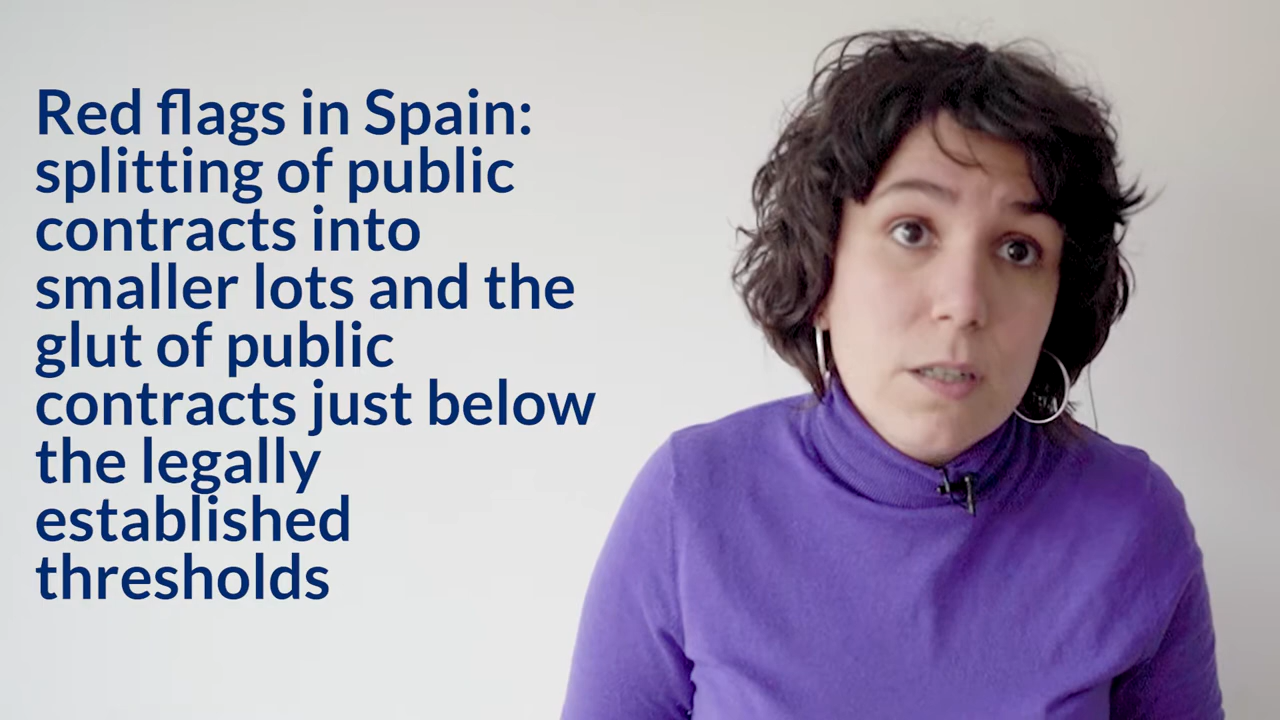 Red flags in Spain:
splitting of public
contracts into
smaller lots and the
glut of public
contracts just below
the legally
established
thresholds